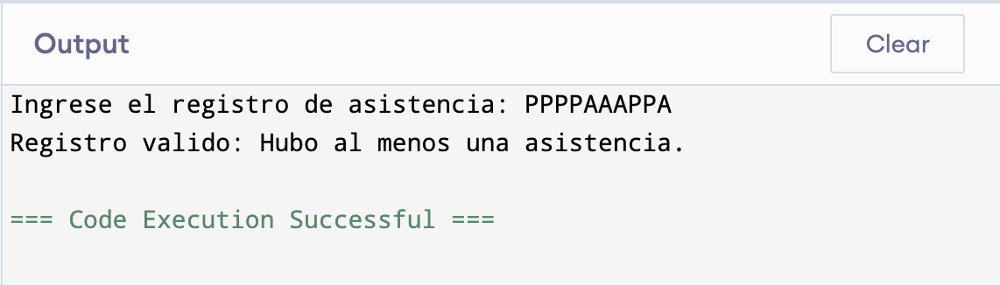 Output
Clear
Ingrese el registro de asistencia: PPPPAAAPPA
Registro valido: Hubo al menos una asistencia.
=== Code Execution Successful ===